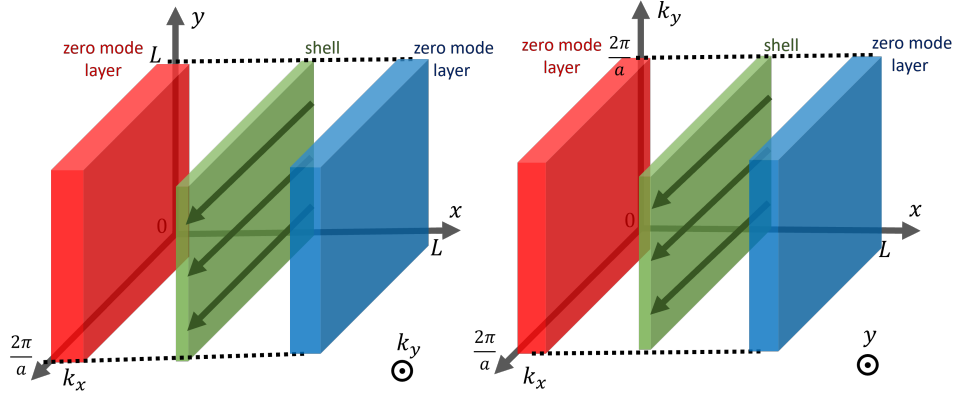 y
zero mode
layer
shell
zero mode
layer
L
0
x
L
2π/a
k_x
k_y
k_y
zero mode
layer
2π/a
shell
zero mode
layer
0
x
L
2π/a
k_x
y